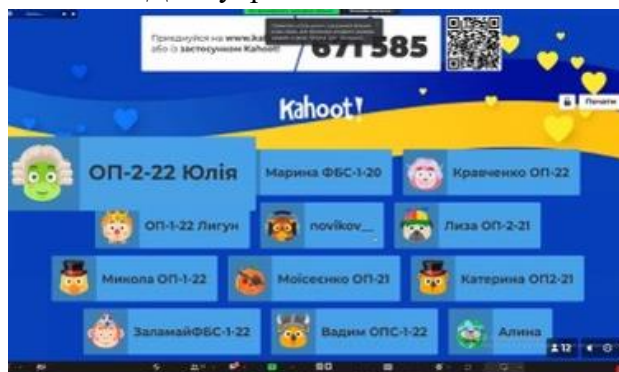 Приєднуйся на www.ka
або із застосунком Kahoot!
585
Kahoot!
Почати
ОП-2-22 Юлія
Марина ФБС-1-20
Кравченко ОП-22
ОП-1-22 Лигун
novikov__
Лиза ОП-2-21
Микола ОП-1-22
Моісеєнко ОП-21
Катерина ОП2-21
ЗаламайФБС-1-22
Вадим ОПС-1-22
Алина
12